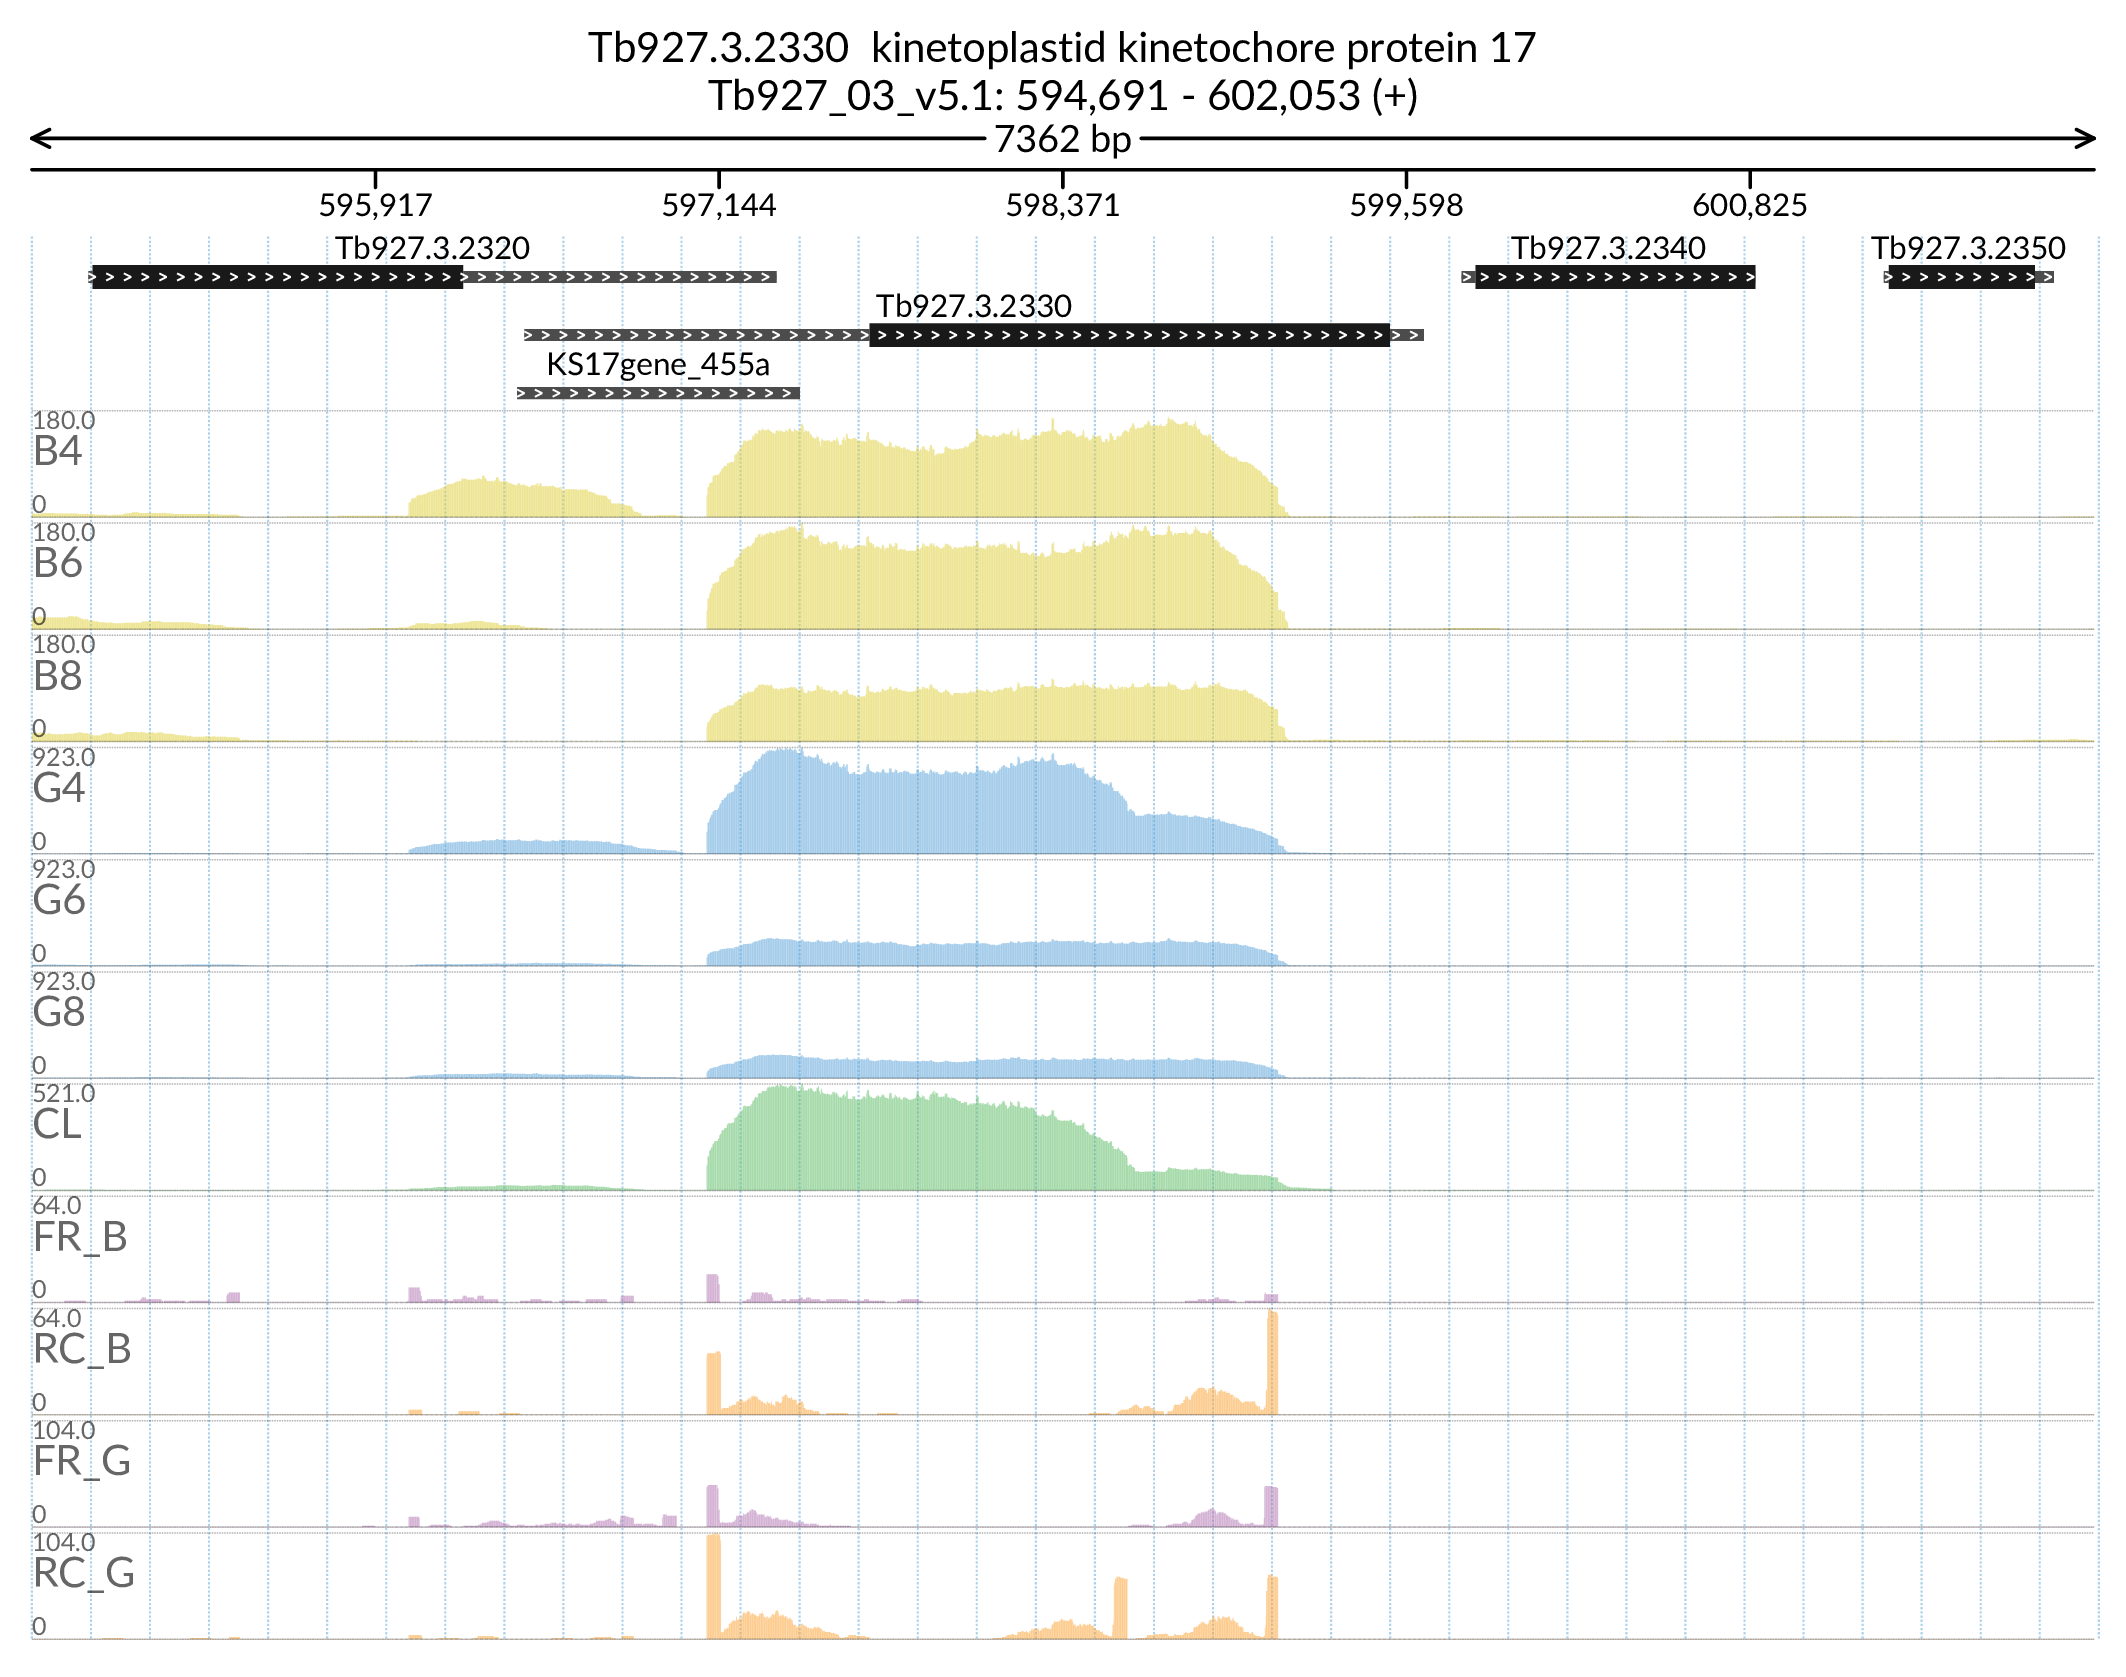 Tb927.3.2330  kinetoplastid kinetochore protein 17
Tb927_03_v5.1: 594,691 - 602,053 (+)
7362 bp
595,917 597,144 598,371 599,598 600,825
Tb927.3.2320 Tb927.3.2340 Tb927.3.2350
Tb927.3.2330
KS17gene_455a
180.0
B4
0
180.0
B6
0
180.0
B8
0
923.0
G4
0
923.0
G6
0
923.0
G8
0
521.0
CL
0
64.0
FR_B
0
64.0
RC_B
0
104.0
FR_G
0
104.0
RC_G
0